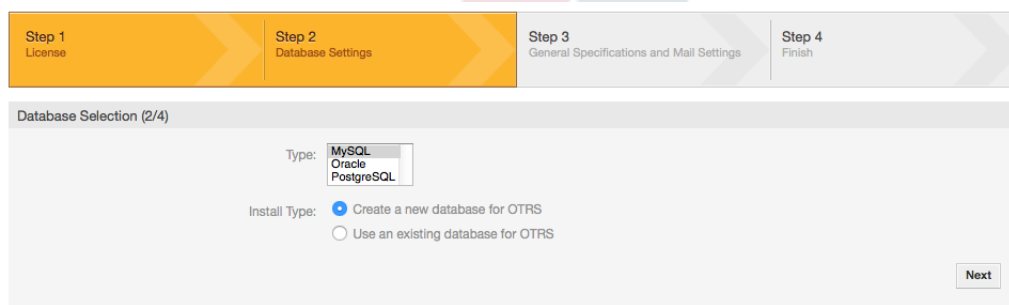 Step 1
License
Step 2
Database Settings
Step 3
General Specifications and Mail Settings
Step 4
Finish
Database Selection (2/4)
Type:
MySQL
Oracle
PostgreSQL
Install Type:
Create a new database for OTRS
Use an existing database for OTRS
Next